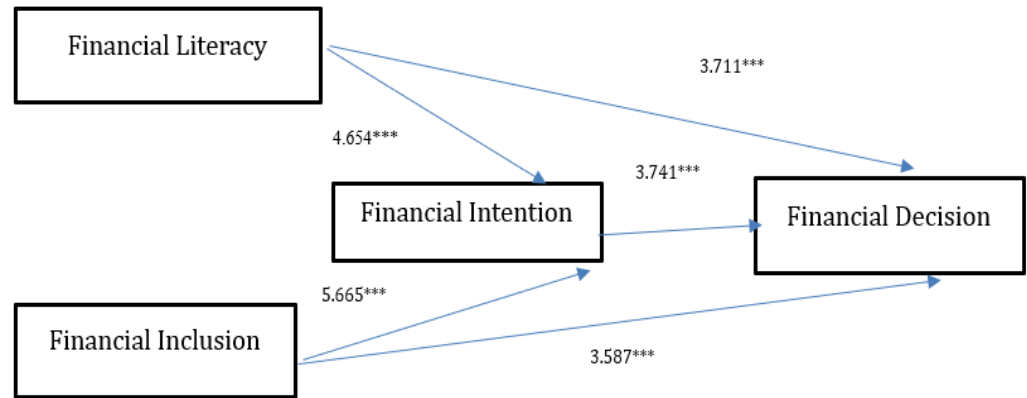 Financial Literacy
3.711***
4.654***
3.741***
Financial Intention
Financial Decision
5.665***
Financial Inclusion
3.587***